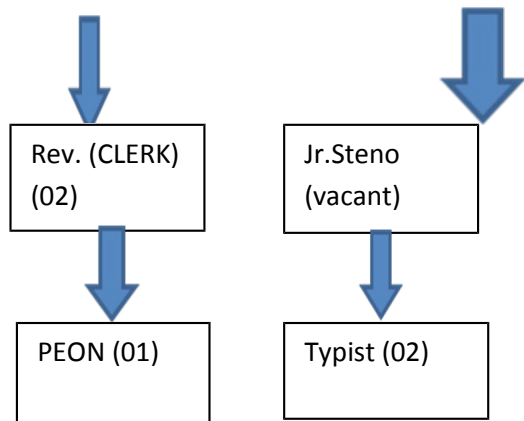 Rev. (CLERK)
(02)
Jr.Steno
(vacant)
PEON (01)
Typist (02)